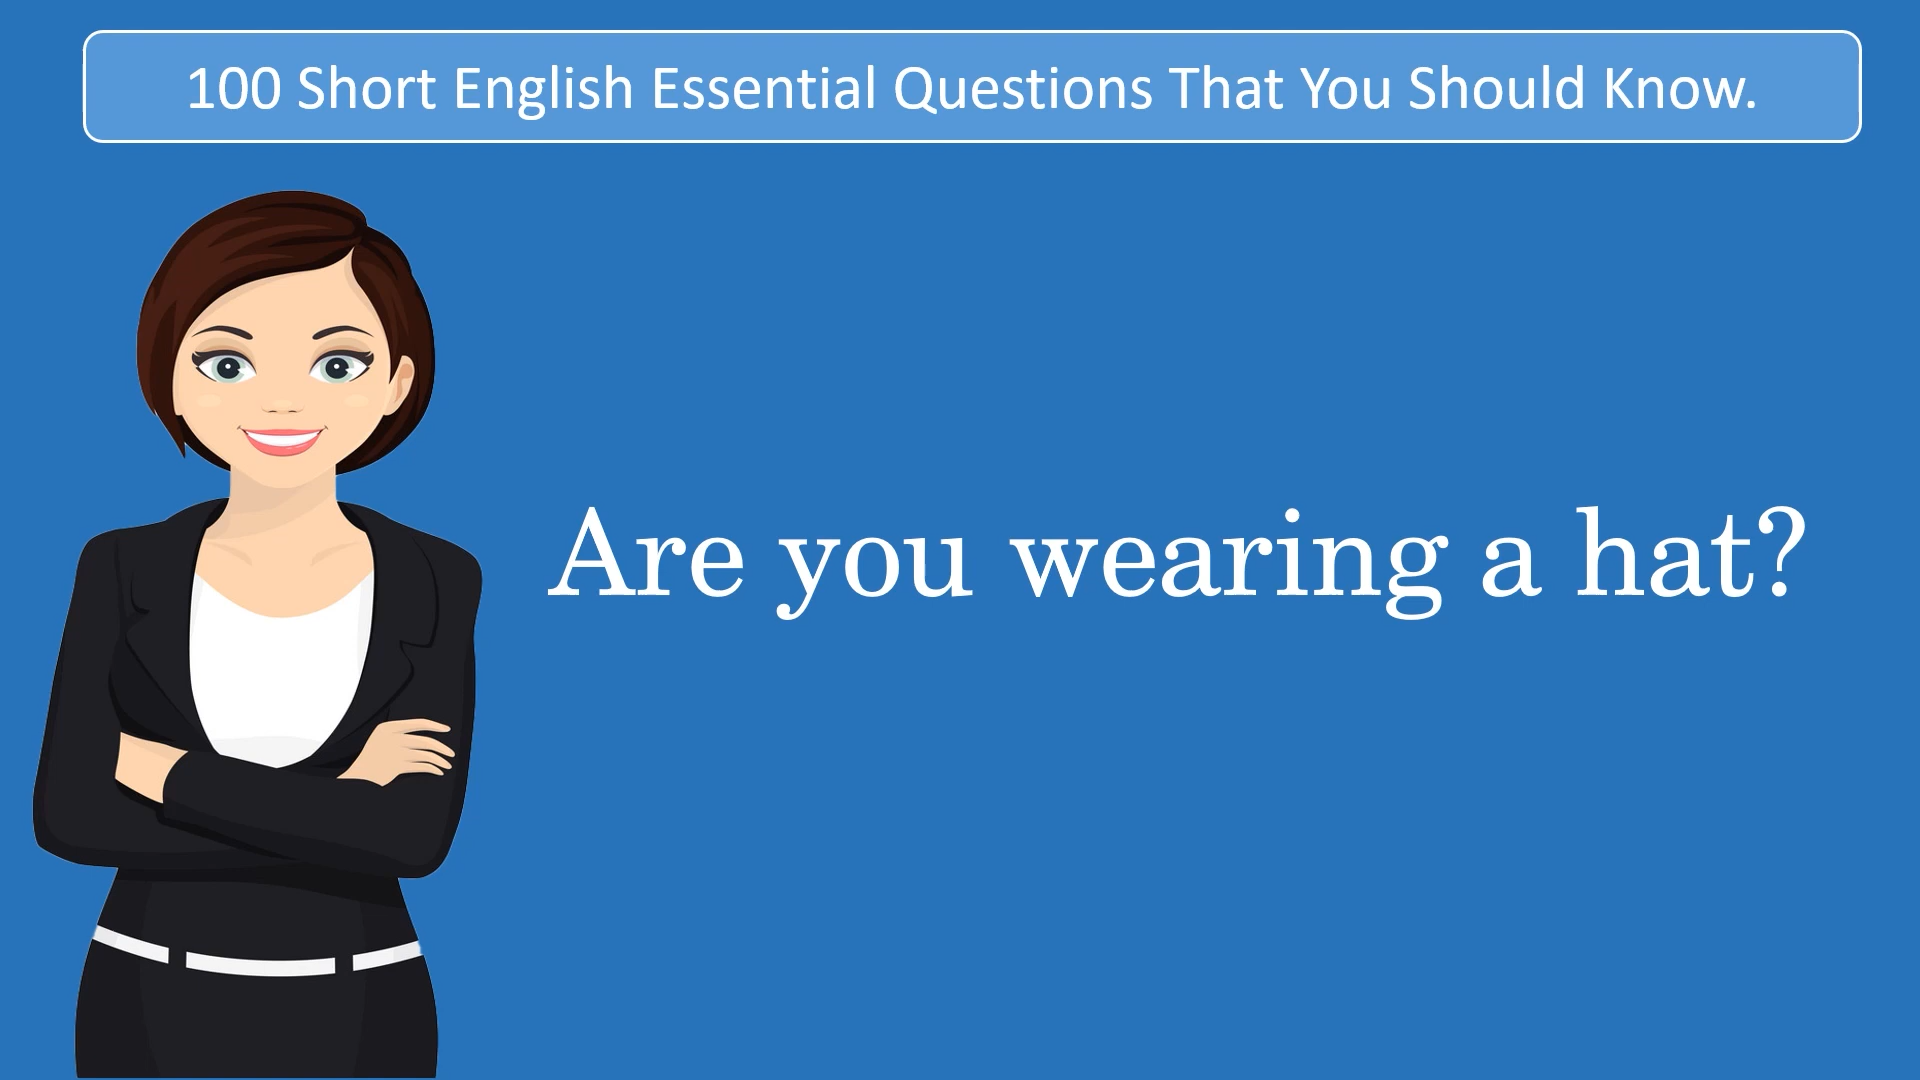 100 Short English Essential Questions That You Should Know.
Are you wearing a hat?